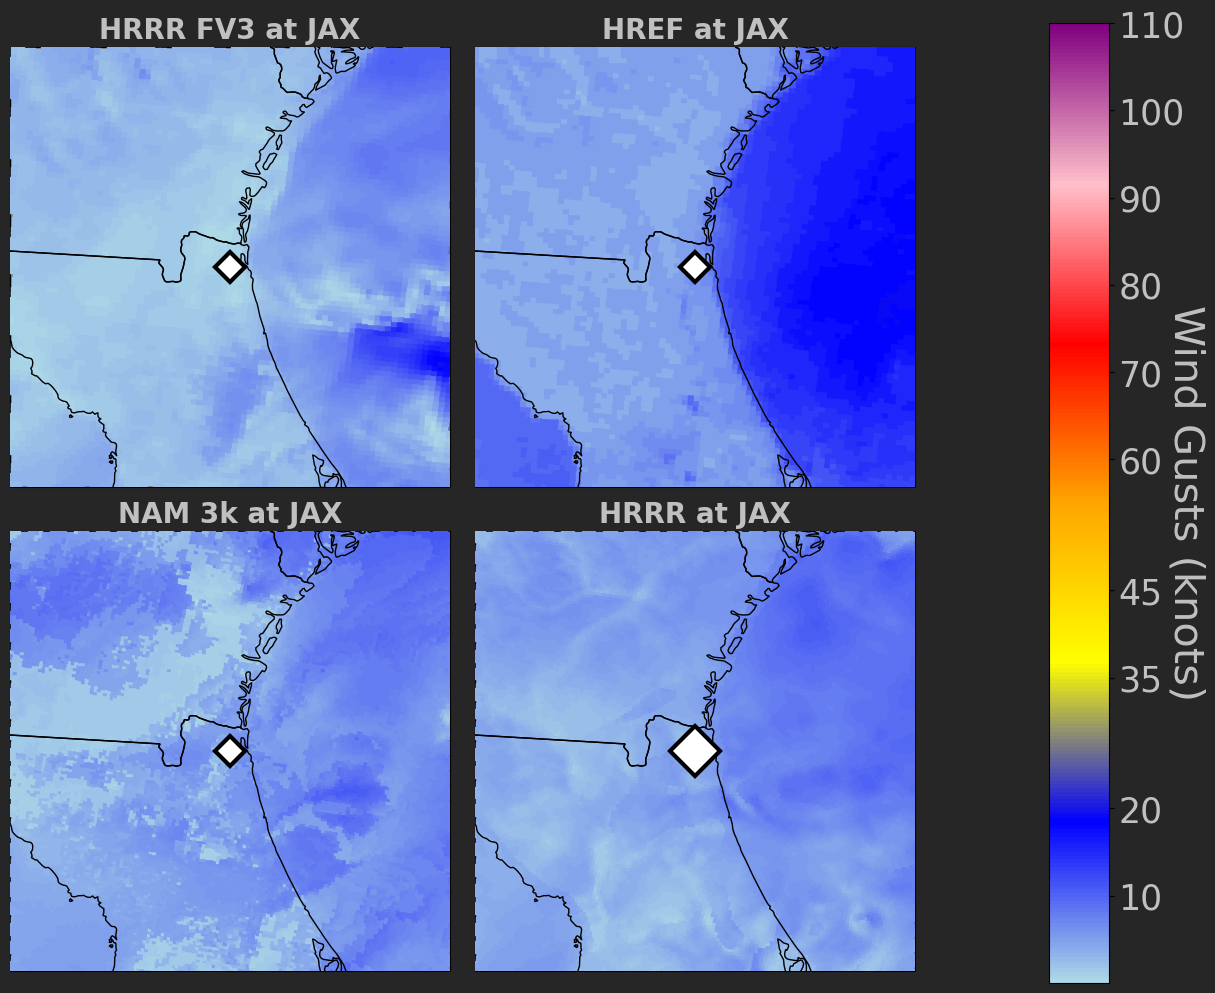 HRRR FV3 at JAX
HREF at JAX
NAM 3k at JAX
HRRR at JAX
110
100
90
80
70
60
45
35
20
10
Wind Gusts (knots)